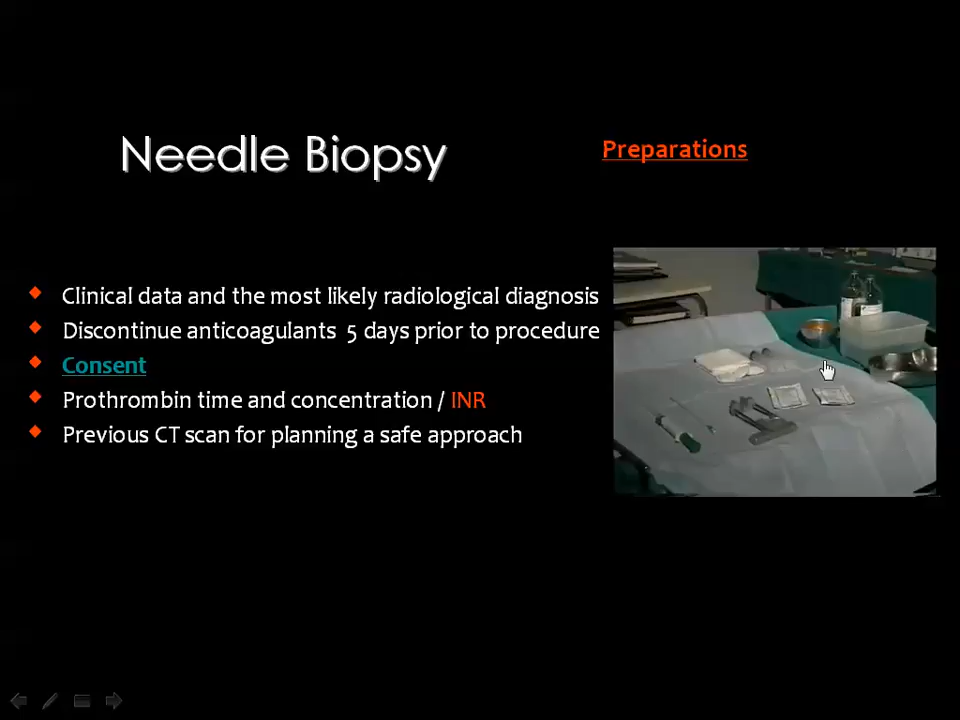 Needle Biopsy
Preparations
Clinical data and the most likely radiological diagnosis
Discontinue anticoagulants 5 days prior to procedure
Consent
Prothrombin time and concentration / INR
Previous CT scan for planning a safe approach